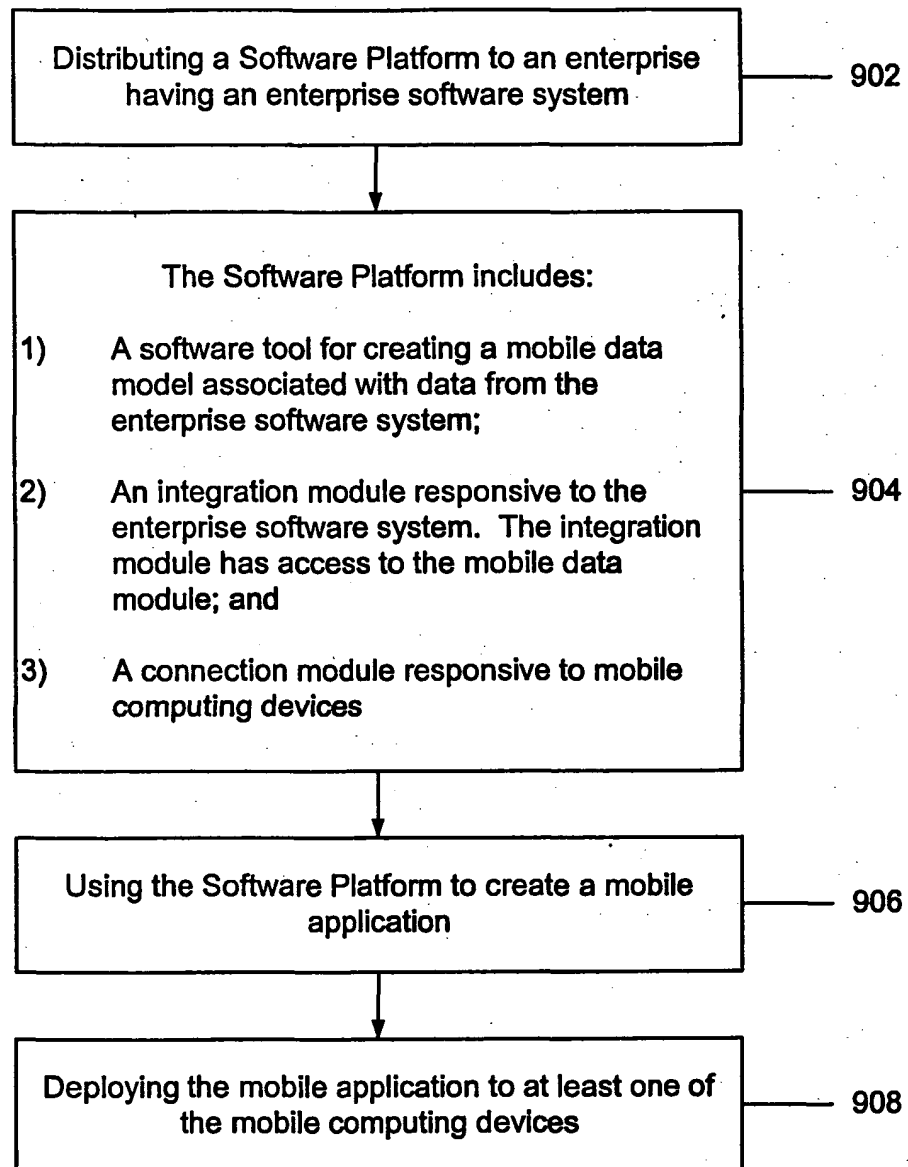 Distributing a Software Platform to an enterprise
having an enterprise software system
902
The Software Platform includes:
1) A software tool for creating a mobile data
model associated with data from the
enterprise software system;
2) An integration module responsive to the
enterprise software system. The integration
module has access to the mobile data
module; and
3) A connection module responsive to mobile
computing devices
904
Using the Software Platform to create a mobile
application
906
Deploying the mobile application to at least one of
the mobile computing devices
908